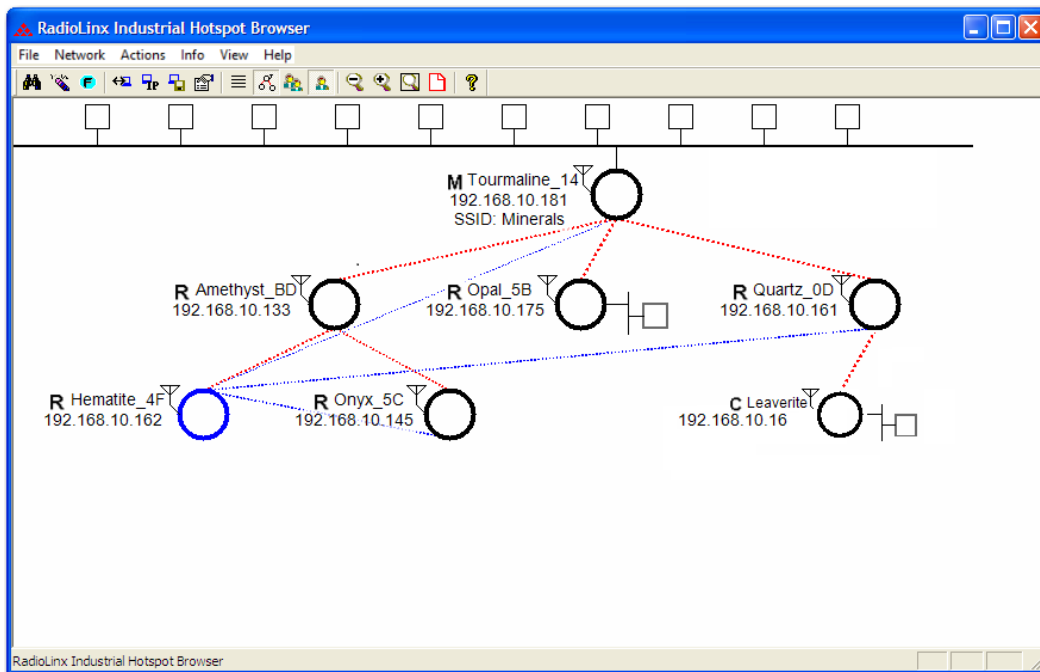 RadioLinx Industrial Hotspot Browser
File Network Actions Info View Help
F IP ?
M Tourmaline_14
192.168.10.181
SSID: Minerals
R Amethyst_BD
192.168.10.133
R Opal_5B
192.168.10.175
R Quartz_0D
192.168.10.161
R Hematite_4F
192.168.10.162
R Onyx_5C
192.168.10.145
C Leaverite
192.168.10.16
RadioLinx Industrial Hotspot Browser